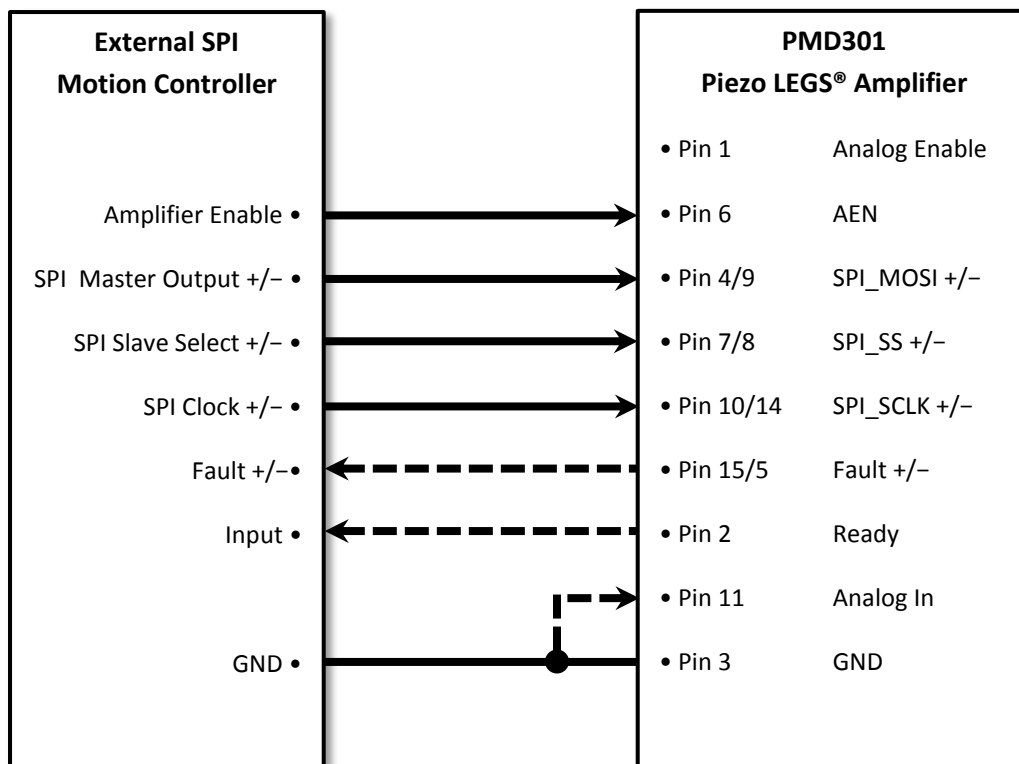 External SPI
Motion Controller
Amplifier Enable •
SPI  Master Output +/− •
SPI Slave Select +/− •
SPI Clock +/− •
Fault +/−•
Input •
GND •
PMD301
Piezo LEGS® Amplifier
• Pin 1 Analog Enable
• Pin 6 AEN
• Pin 4/9 SPI_MOSI +/−
• Pin 7/8 SPI_SS +/−
• Pin 10/14 SPI_SCLK +/−
• Pin 15/5 Fault +/−
• Pin 2 Ready
• Pin 11 Analog In
• Pin 3 GND